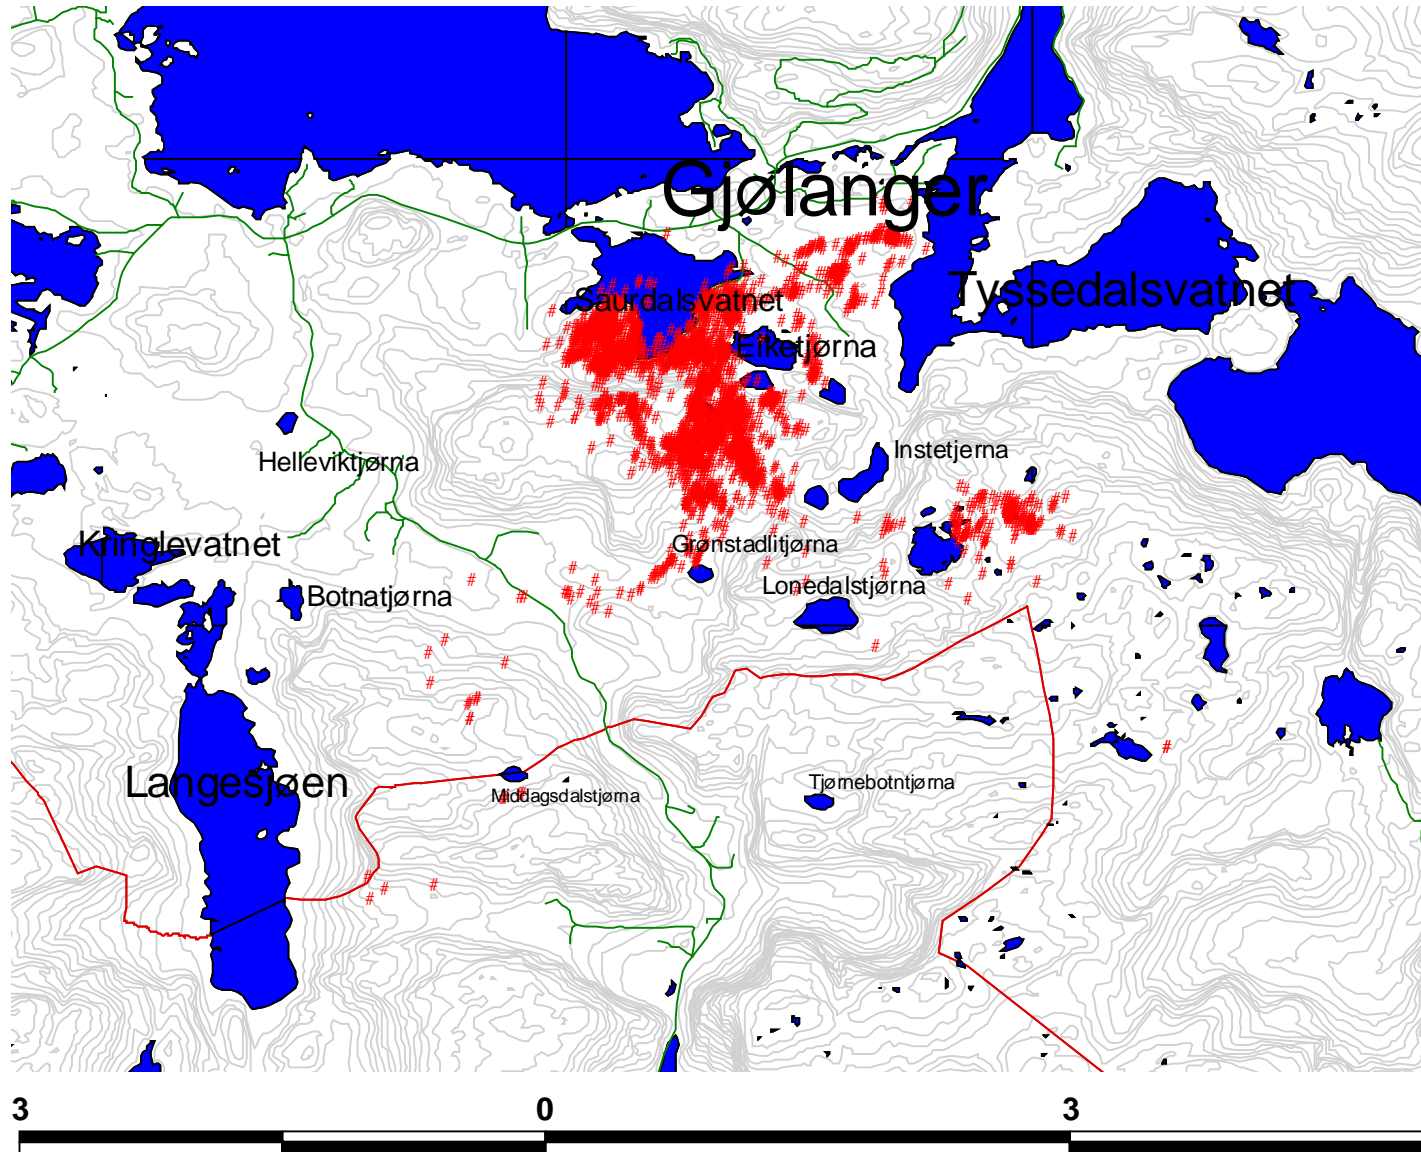 Gjølanger
Tyssedalsvatnet
Saurdalsvatnet
Eiketjørna
Instetjerna
Helleviktjørna
Kringlevatnet
Grønstadlitjørna
Lonedalstjørna
Botnatjørna
Langesjøen
Middagsdalstjørna
Tjørnebotntjørna
3 0 3